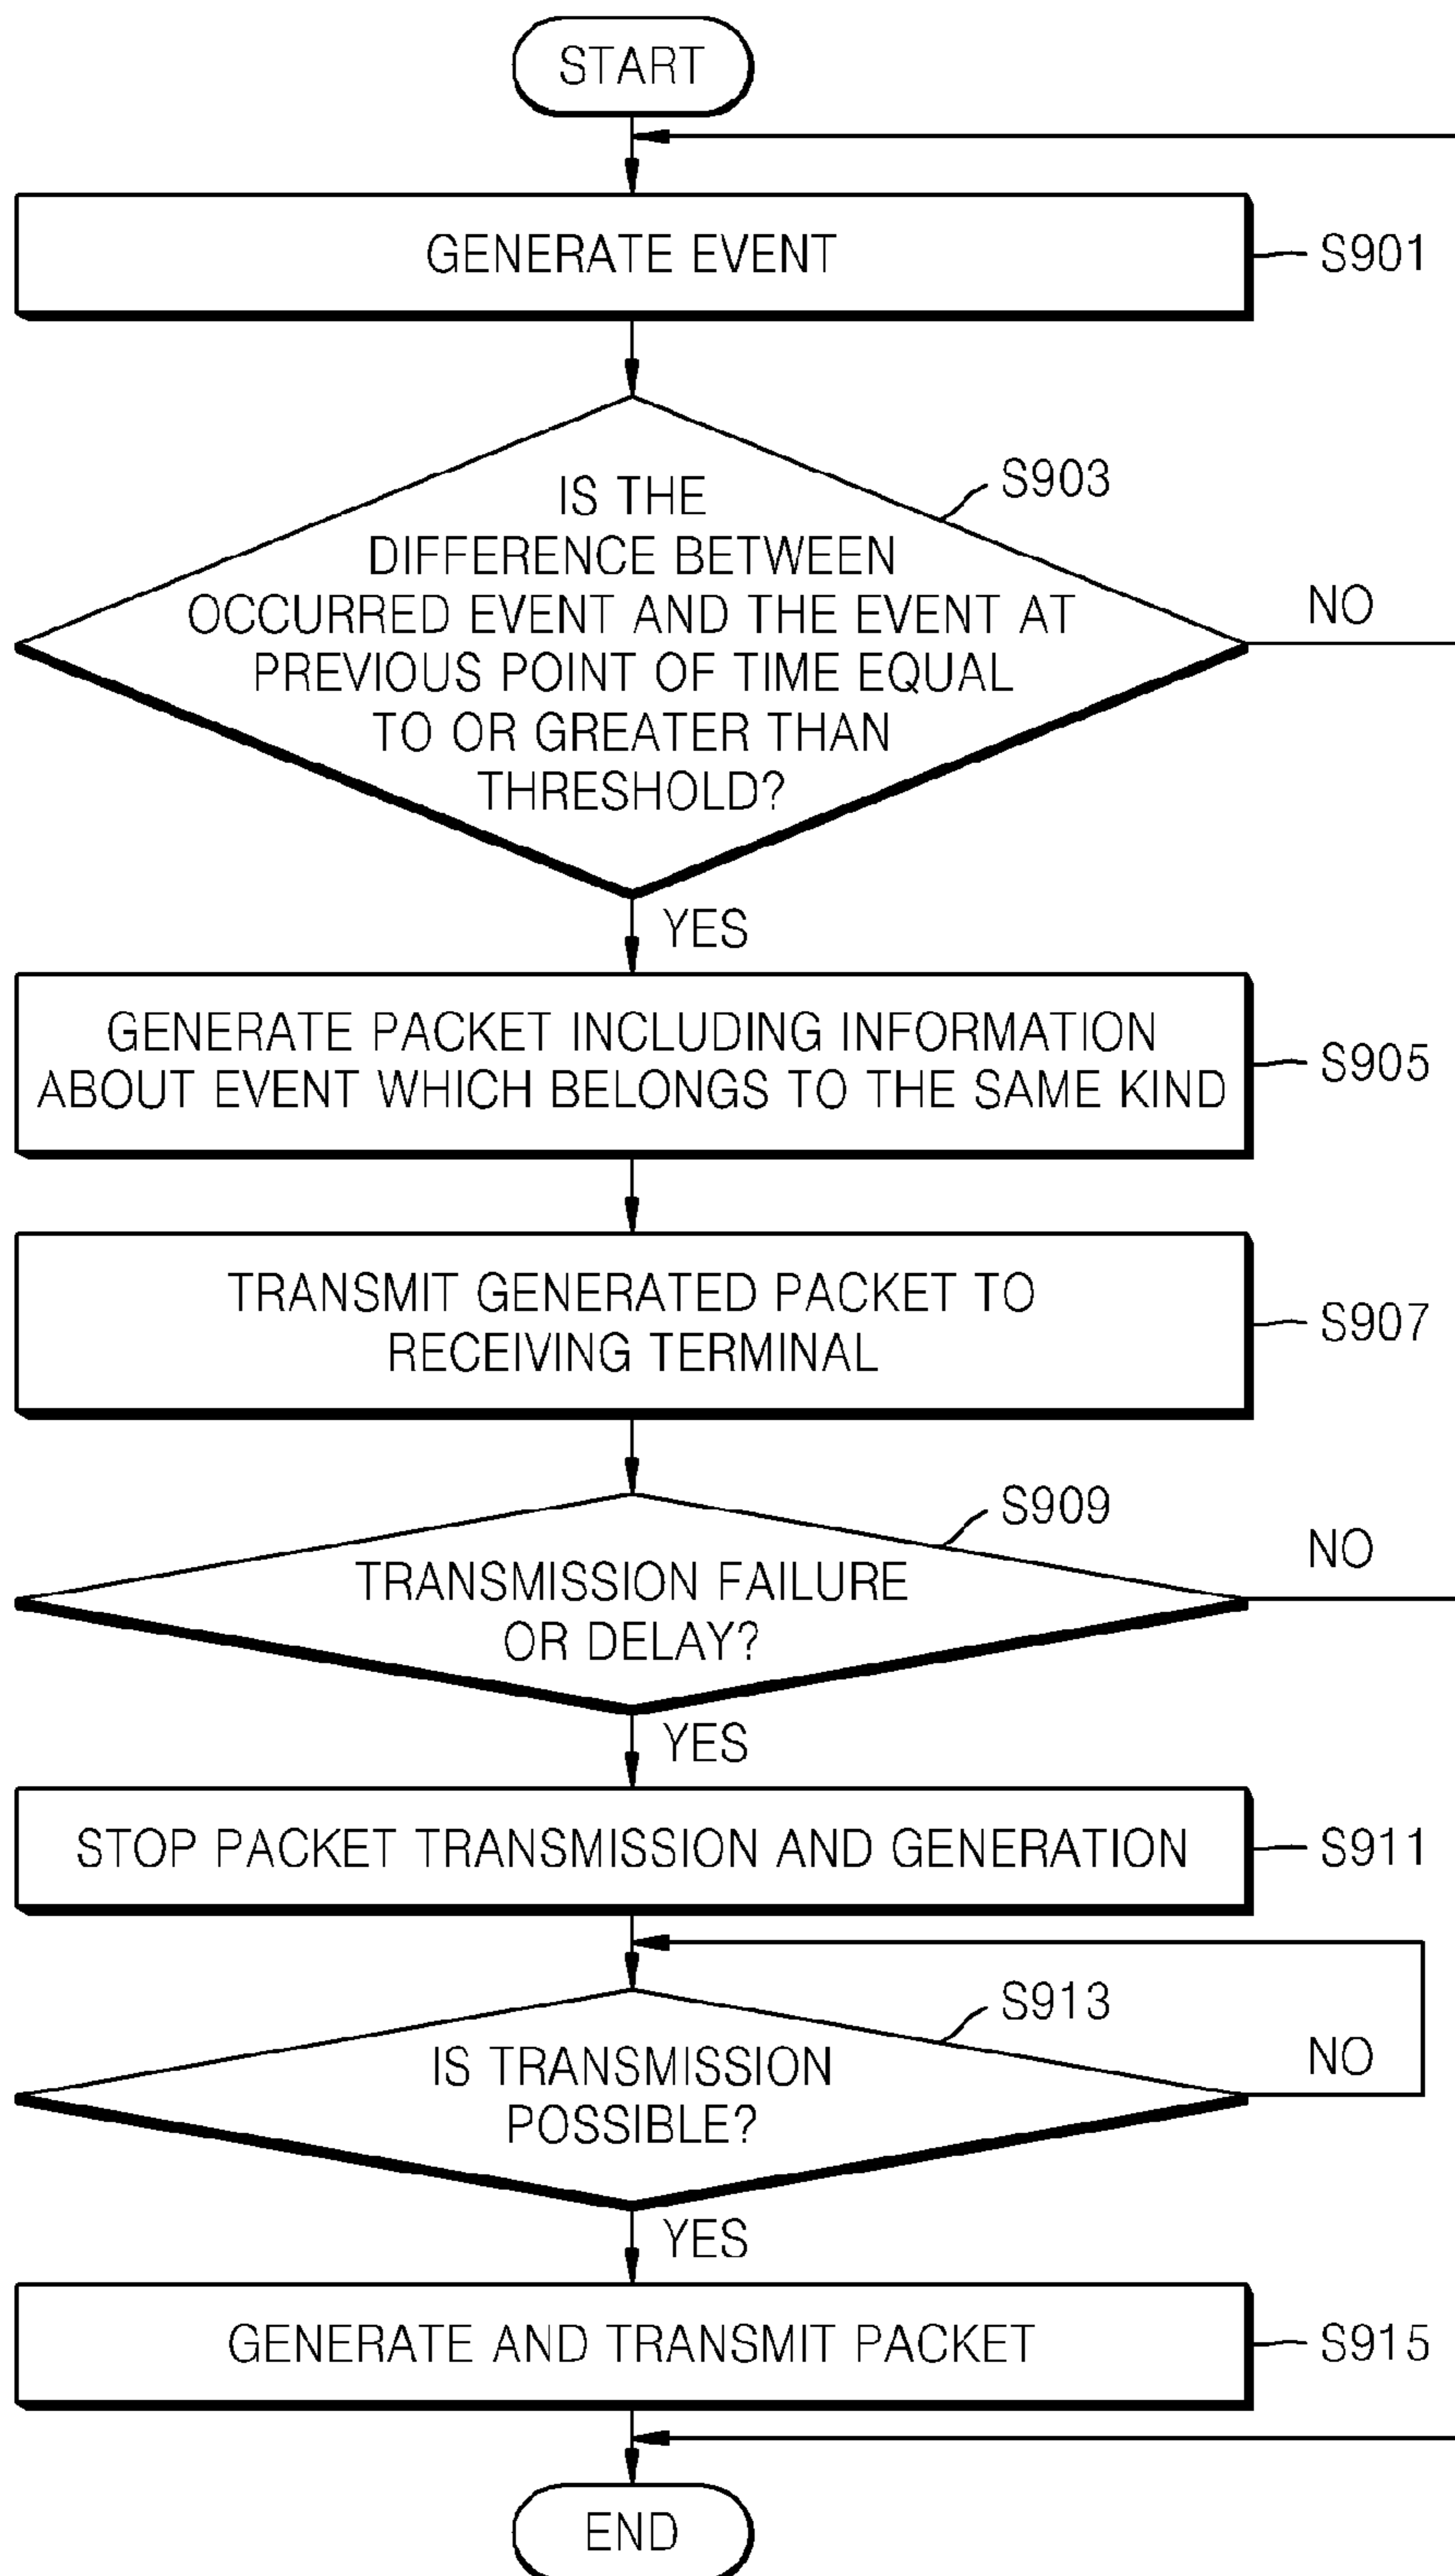 START
GENERATE EVENT
S901
S903
IS THE
DIFFERENCE BETWEEN
OCCURRED EVENT AND THE EVENT AT
PREVIOUS POINT OF TIME EQUAL
TO OR GREATER THAN
THRESHOLD?
NO
YES
GENERATE PACKET INCLUDING INFORMATION
ABOUT EVENT WHICH BELONGS TO THE SAME KIND
S905
TRANSMIT GENERATED PACKET TO
RECEIVING TERMINAL
S907
S909
TRANSMISSION FAILURE
OR DELAY?
NO
YES
STOP PACKET TRANSMISSION AND GENERATION
S911
S913
IS TRANSMISSION
POSSIBLE?
NO
YES
GENERATE AND TRANSMIT PACKET
S915
END